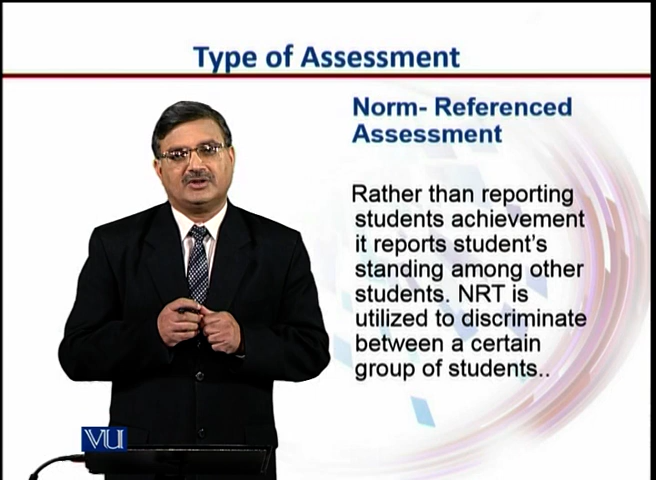 Type of Assessment
Norm- Referenced
Assessment
Rather than reporting
students achievement
it reports student's
standing among other
students. NRT is
utilized to discriminate
between a certain
group of students..
VU